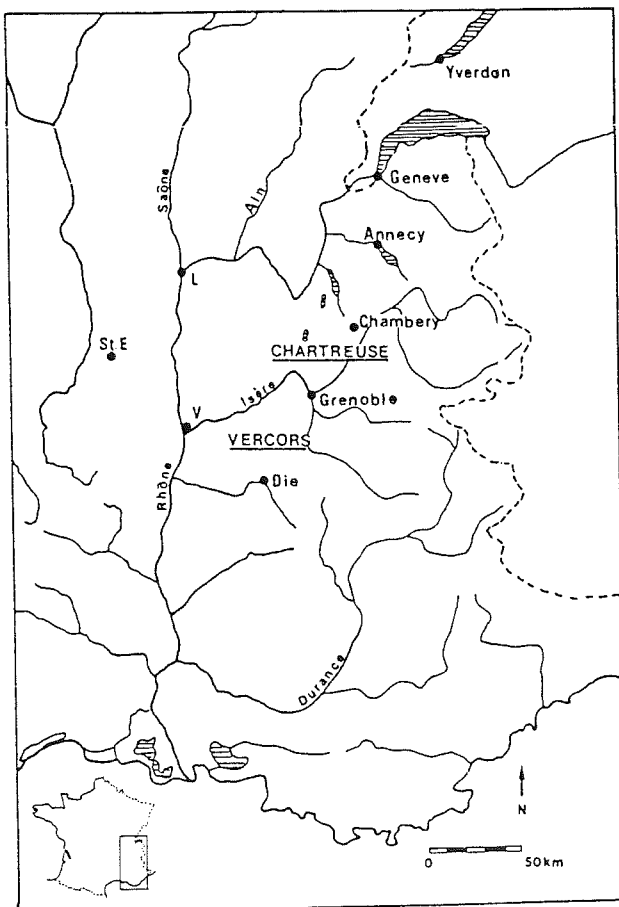 Yverdon
Geneve
Saône
Ain
Annecy
L
Chambery
St.E
CHARTREUSE
Isère
Grenoble
V
VERCORS
Rhône
Die
Durance
N
0 50km